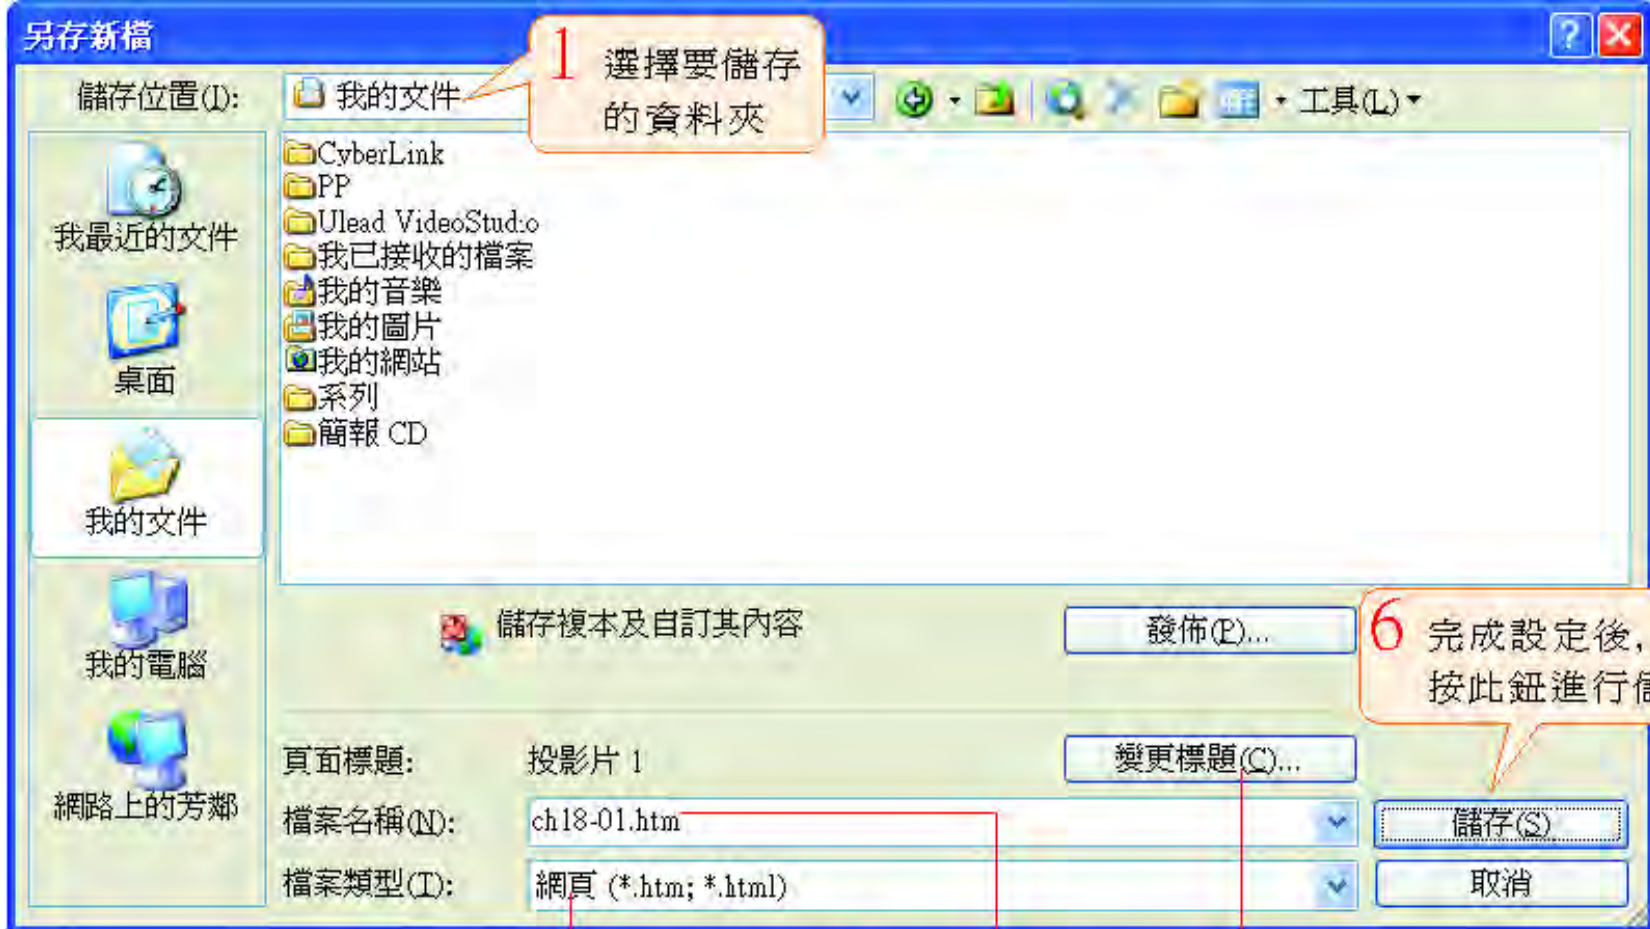 另存新檔
1 選擇要儲存
的資料夾
儲存位置(I):
我的文件
工具(L)
CyberLink
PP
Ulead VideoStudio
我已接收的檔案
我的音樂
我的圖片
我的網站
系列
簡報 CD
我最近的文件
桌面
我的文件
我的電腦
網路上的芳鄰
儲存複本及自訂其內容
發佈(P)...
6 完成設定後,
按此鈕進行
頁面標題:
投影片 1
變更標題(C)...
檔案名稱(N):
ch18-01.htm
儲存(S)
檔案類型(T):
網頁 (*.htm; *.html)
取消